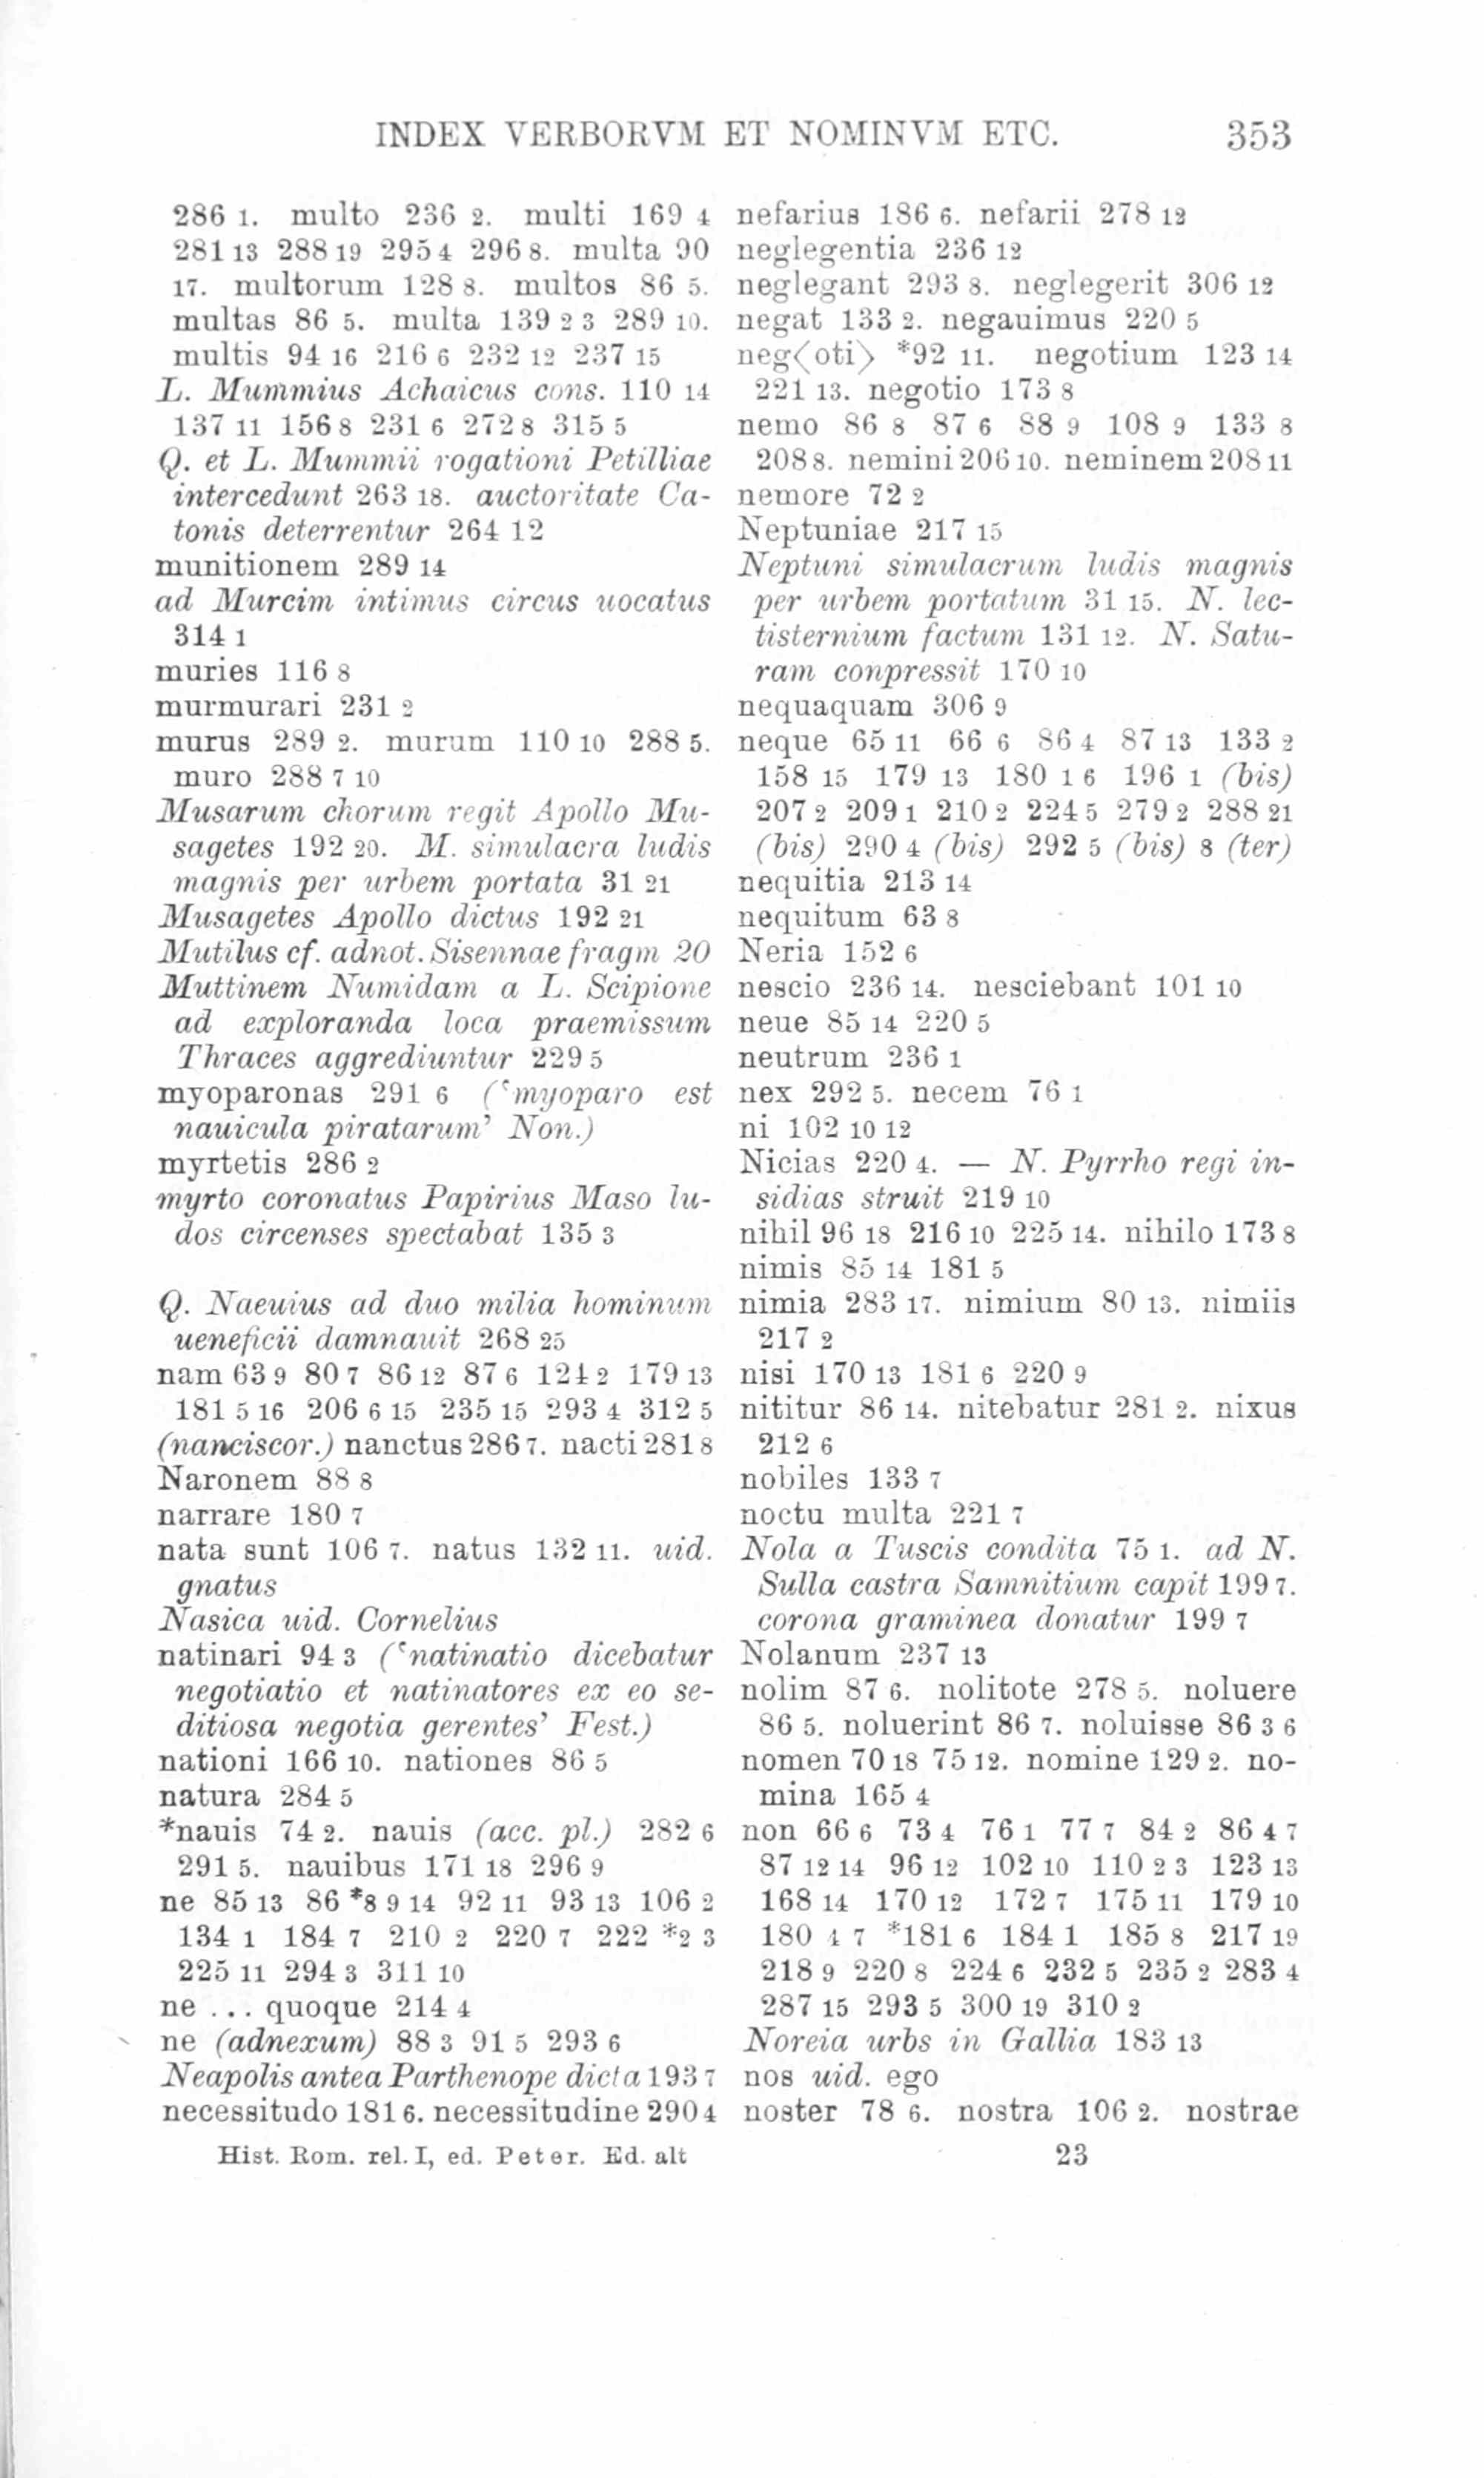 INDEX VERBORVM ET NOMINVM ETC. 353
286 1. multo 236 2. multi 169 4
281 13 288 19 295 4 296 8. multa 90
17. multorum 128 8. multos 86 5.
multas 86 5. multa 139 2 3 289 10.
multis 94 16 216 6 232 12 237 15
L. Mummius Achaicus cons. 110 14
137 11 156 8 231 6 272 8 315 5
Q. et L. Mummii rogationi Petilliae
intercedunt 263 18. auctoritate Ca-
tonis deterrentur 264 12
munitionem 289 14
ad Murcim intimus circus uocatus
314 1
muries 116 8
murmurari 231 2
murus 289 2. murum 110 10 288 5.
muro 288 7 10
Musarum chorum regit Apollo Mu-
sagetes 192 20. M. simulacra ludis
magnis per urbem portata 31 21
Musagetes Apollo dictus 192 21
Mutilus cf. adnot. Sisennae fragm 20
Muttinem Numidam a L. Scipione
ad exploranda loca praemissum
Thraces aggrediuntur 229 5
myoparonas 291 6 (‘myoparo est
nauicula piratarum’ Non.)
myrtetis 286 2
myrto coronatus Papirius Maso lu-
dos circenses spectabat 135 3
Q. Naeuius ad duo milia hominum
ueneficii damnauit 268 25
nam 63 9 80 7 86 12 87 6 124 2 179 13
181 5 16 206 6 15 235 15 293 4 312 5
(nanciscor.) nanctus 286 7. nacti 281 8
Naronem 88 8
narrare 180 7
nata sunt 106 7. natus 132 11. uid.
gnatus
Nasica uid. Cornelius
natinari 94 3 (‘natinatio dicebatur
negotiatio et natinatores ex eo se-
ditiosa negotia gerentes’ Fest.)
nationi 166 10. nationes 86 5
natura 284 5
*nauis 74 2. nauis (acc. pl.) 282 6
291 5. nauibus 171 18 296 9
ne 85 13 86 *8 9 14 92 11 93 13 106 2
134 1 184 7 210 2 220 7 222 *2 3
225 11 294 3 311 10
ne ... quoque 214 4
ne (adnexum) 88 3 91 5 293 6
Neapolis antea Parthenope dicta 193 7
necessitudo 181 6. necessitudine 290 4
nefarius 186 6. nefarii 278 12
neglegentia 236 12
neglegant 293 8. neglegerit 306 12
negat 133 2. negauimus 220 5
neg⟨oti⟩ *92 11. negotium 123 14
221 13. negotio 173 8
nemo 86 8 87 6 88 9 108 9 133 8
208 8. nemini 206 10. neminem 208 11
nemore 72 2
Neptuniae 217 15
Neptuni simulacrum ludis magnis
per urbem portatum 31 15. N. lec-
tisternium factum 131 12. N. Satu-
ram conpressit 170 10
nequaquam 306 9
neque 65 11 66 6 86 4 87 13 133 2
158 15 179 13 180 1 6 196 1 (bis)
207 2 209 1 210 2 224 5 279 2 288 21
(bis) 290 4 (bis) 292 5 (bis) 8 (ter)
nequitia 213 14
nequitum 63 8
Neria 152 6
nescio 236 14. nesciebant 101 10
neue 85 14 220 5
neutrum 236 1
nex 292 5. necem 76 1
ni 102 10 12
Nicias 220 4. — N. Pyrrho regi in-
sidias struit 219 10
nihil 96 18 216 10 225 14. nihilo 173 8
nimis 85 14 181 5
nimia 283 17. nimium 80 13. nimiis
217 2
nisi 170 13 181 6 220 9
nititur 86 14. nitebatur 281 2. nixus
212 6
nobiles 133 7
noctu multa 221 7
Nola a Tuscis condita 75 1. ad N.
Sulla castra Samnitium capit 199 7.
corona graminea donatur 199 7
Nolanum 237 13
nolim 87 6. nolitote 278 5. noluere
86 5. noluerint 86 7. noluisse 86 3 6
nomen 70 18 75 12. nomine 129 2. no-
mina 165 4
non 66 6 73 4 76 1 77 7 84 2 86 4 7
87 12 14 96 12 102 10 110 2 3 123 13
168 14 170 12 172 7 175 11 179 10
180 4 7 *181 6 184 1 185 8 217 19
218 9 220 8 224 6 232 5 235 2 283 4
287 15 293 5 300 19 310 2
Noreia urbs in Gallia 183 13
nos uid. ego
noster 78 6. nostra 106 2. nostrae
Hist. Rom. rel. I, ed. Peter. Ed. alt 23